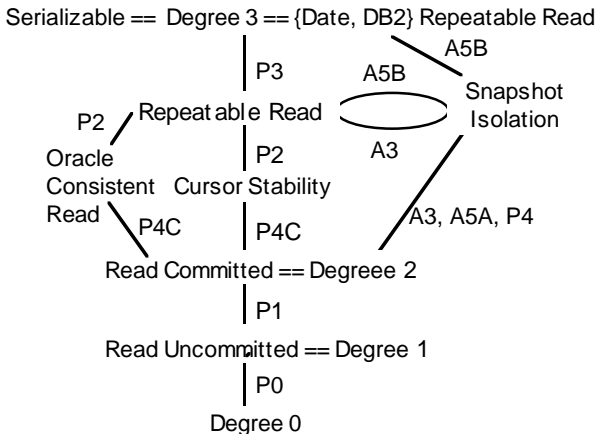 Serializable == Degree 3 == {Date, DB2} Repeatable Read
A5B
P3
A5B
Snapshot
Isolation
Repeatable Read
P2
P2
A3
Oracle
Consistent
Read
Cursor Stability
P4C
P4C
A3, A5A, P4
Read Committed == Degreee 2
P1
Read Uncommitted == Degree 1
P0
Degree 0